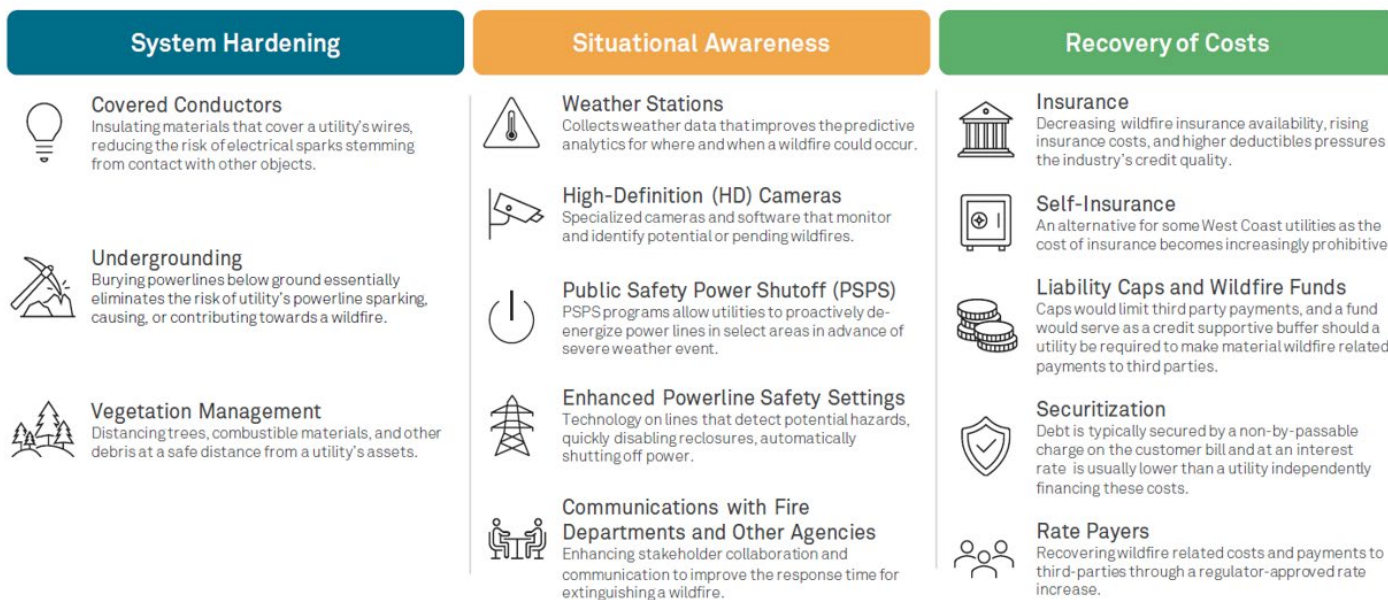 System Hardening
Covered Conductors
Insulating materials that cover a utility's wires,
reducing the risk of electrical sparks stemming
from contact with other objects.
Undergrounding
Burying powerlines below ground essentially
eliminates the risk of utility's powerline sparking,
causing, or contributing towards a wildfire.
Vegetation Management
Distancing trees, combustible materials, and other
debris at a safe distance from a utility's assets.
Situational Awareness
Weather Stations
Collects weather data that improves the predictive
analytics for where and when a wildfire could occur.
High-Definition (HD) Cameras
Specialized cameras and software that monitor
and identify potential or pending wildfires.
Public Safety Power Shutoff (PSPS)
PSPS programs allow utilities to proactively de-
energize power lines in select areas in advance of
severe weather event.
Enhanced Powerline Safety Settings
Technology on lines that detect potential hazards,
quickly disabling reclosures, automatically
shutting off power.
Communications with Fire
Departments and Other Agencies
Enhancing stakeholder collaboration and
communication to improve the response time for
extinguishing a wildfire.
Recovery of Costs
Insurance
Decreasing wildfire insurance availability, rising
insurance costs, and higher deductibles pressures
the industry's credit quality.
Self-Insurance
An alternative for some West Coast utilities as the
cost of insurance becomes increasingly prohibitive
Liability Caps and Wildfire Funds
Caps would limit third party payments, and a fund
would serve as a credit supportive buffer should a
utility be required to make material wildfire related
payments to third parties.
Securitization
Debt is typically secured by a non-by-passable
charge on the customer bill and at an interest
rate is usually lower than a utility independently
financing these costs.
Rate Payers
Recovering wildfire related costs and payments to
third-parties through a regulator-approved rate
increase.